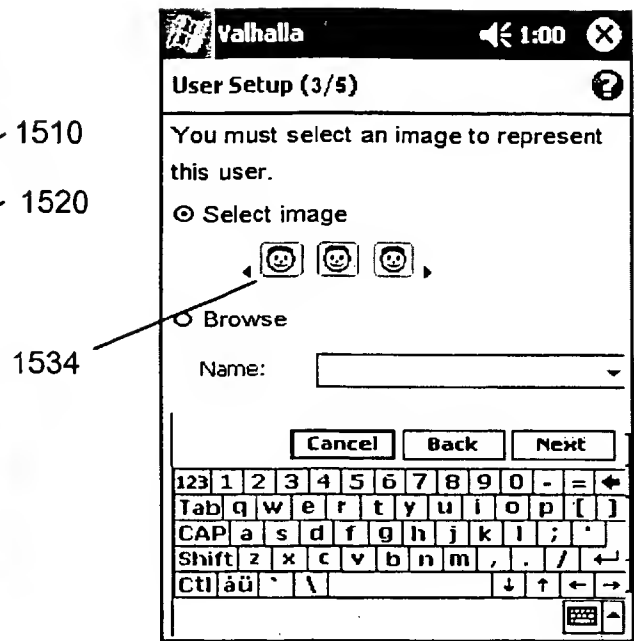 Valhalla 1:00
User Setup (3/5)
1510
You must select an image to represent
this user.
1520
Select image
Browse
1534
Name:
Cancel Back Next
123 1 2 3 4 5 6 7 8 9 0 - =
Tab q w e r t y u i o p [ ]
CAP a s d f g h j k l ; '
Shift z x c v b n m , . /
Ctl áü ` \